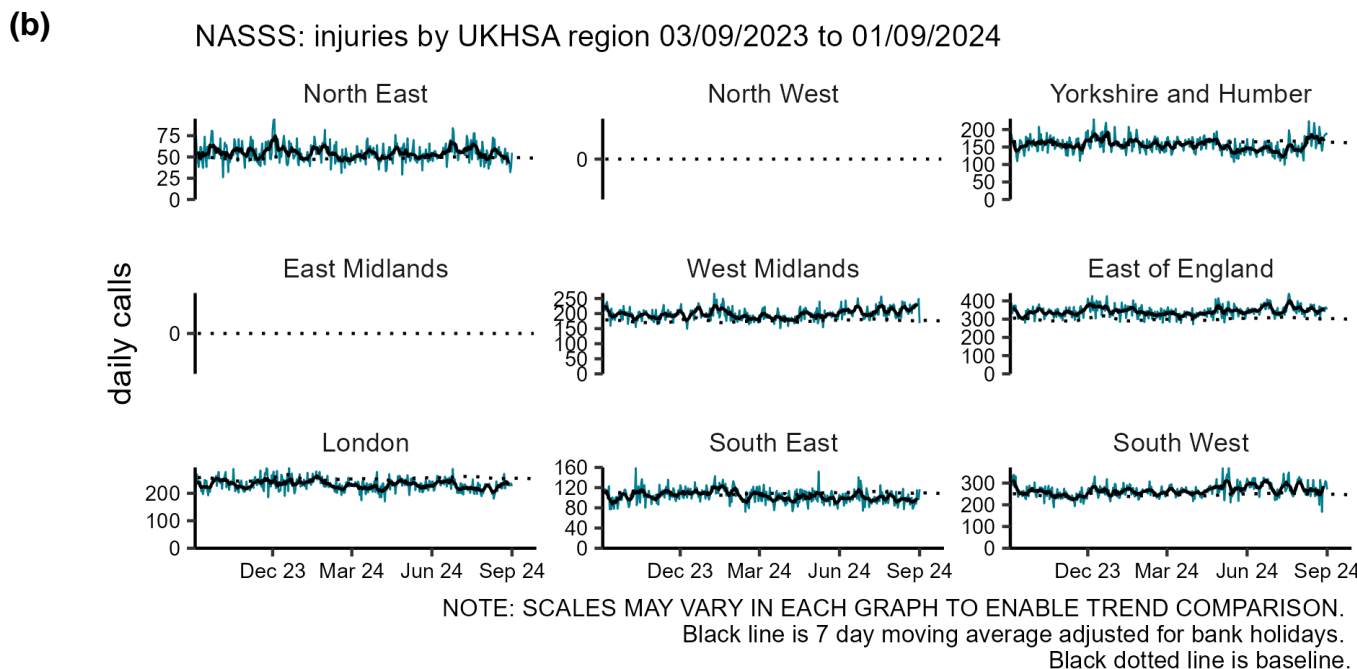 (b)
NASSS: injuries by UKHSA region 03/09/2023 to 01/09/2024
North East
North West
Yorkshire and Humber
75
50
25
0
0
200
150
100
50
0
East Midlands
West Midlands
East of England
daily calls
0
250
200
150
100
50
0
400
300
200
100
0
London
South East
South West
200
100
0
160
120
80
40
0
300
200
100
0
Dec 23 Mar 24 Jun 24 Sep 24
Dec 23 Mar 24 Jun 24 Sep 24
Dec 23 Mar 24 Jun 24 Sep 24
NOTE: SCALES MAY VARY IN EACH GRAPH TO ENABLE TREND COMPARISON.
Black line is 7 day moving average adjusted for bank holidays.
Black dotted line is baseline.